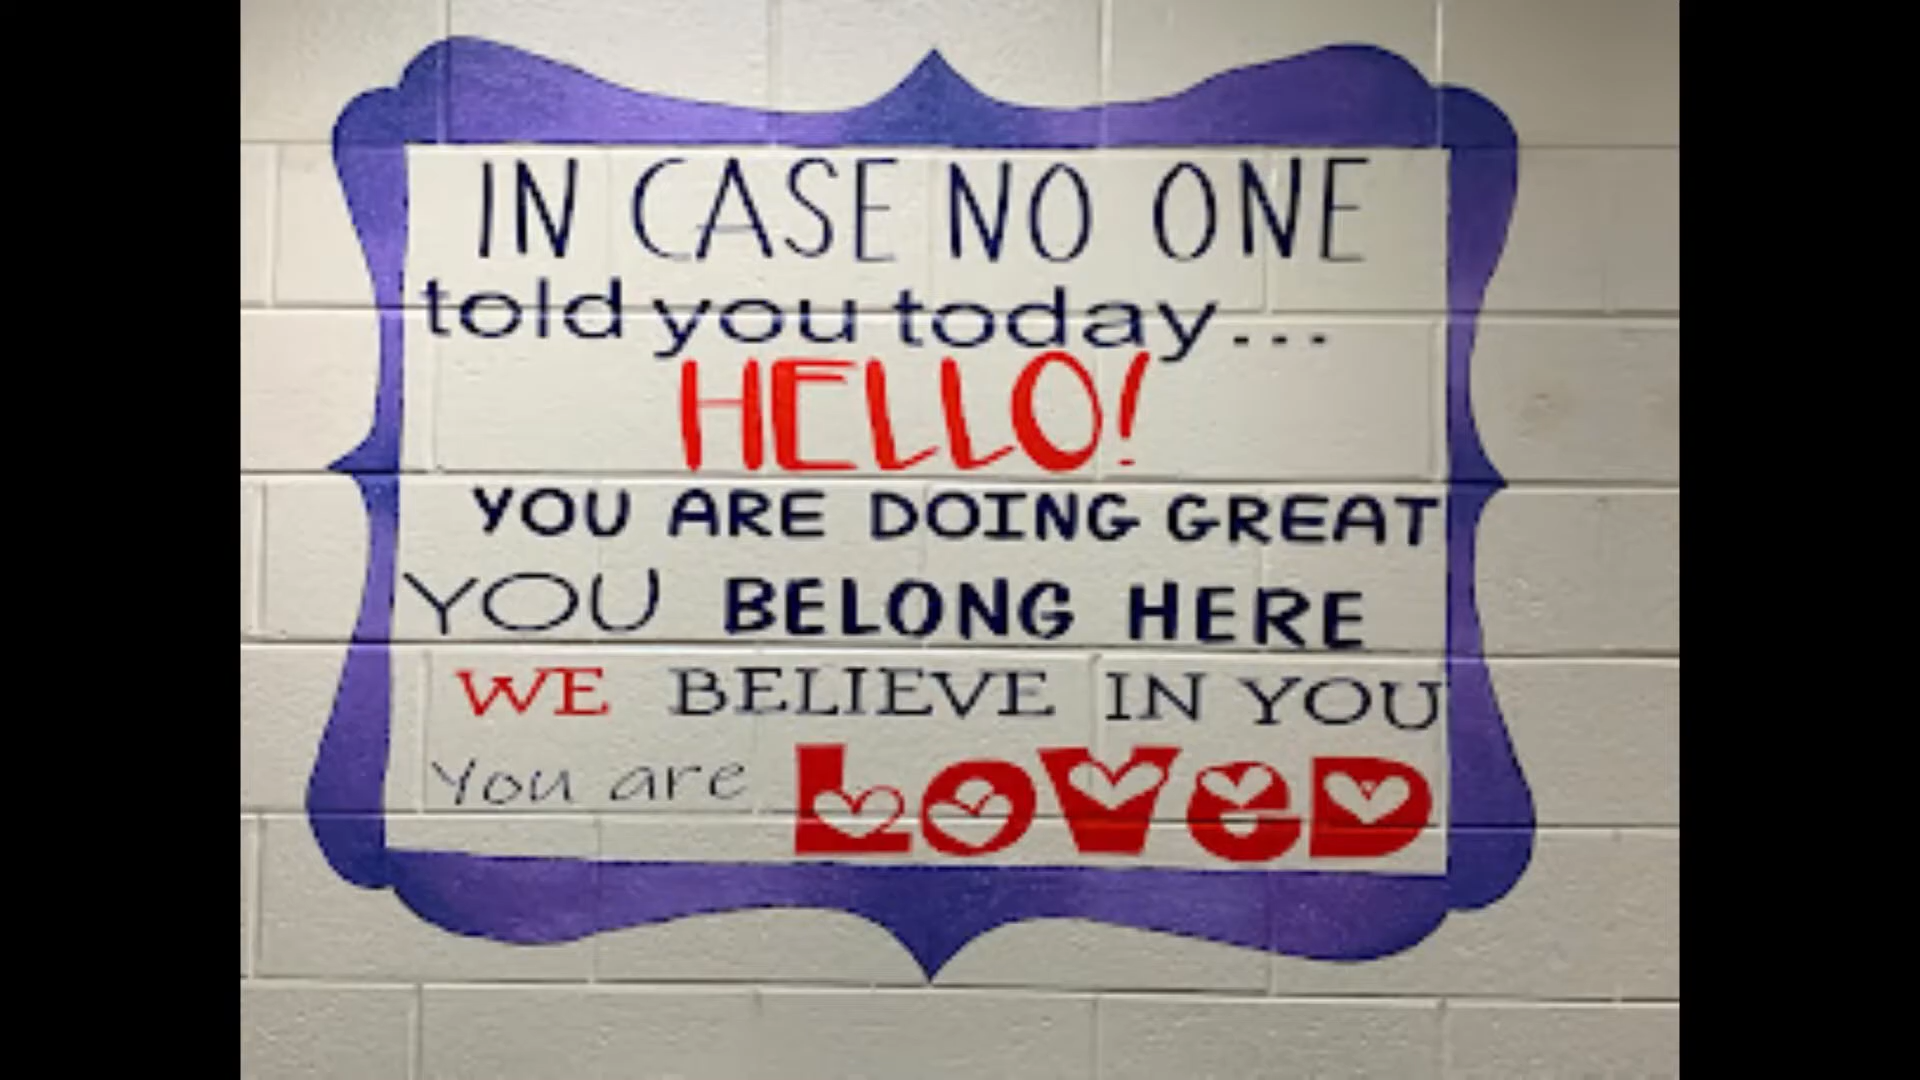 IN CASE NO ONE
told you today...
HELLO!
YOU ARE DOING GREAT
YOU BELONG HERE
WE BELIEVE IN YOU
You are LOVeD